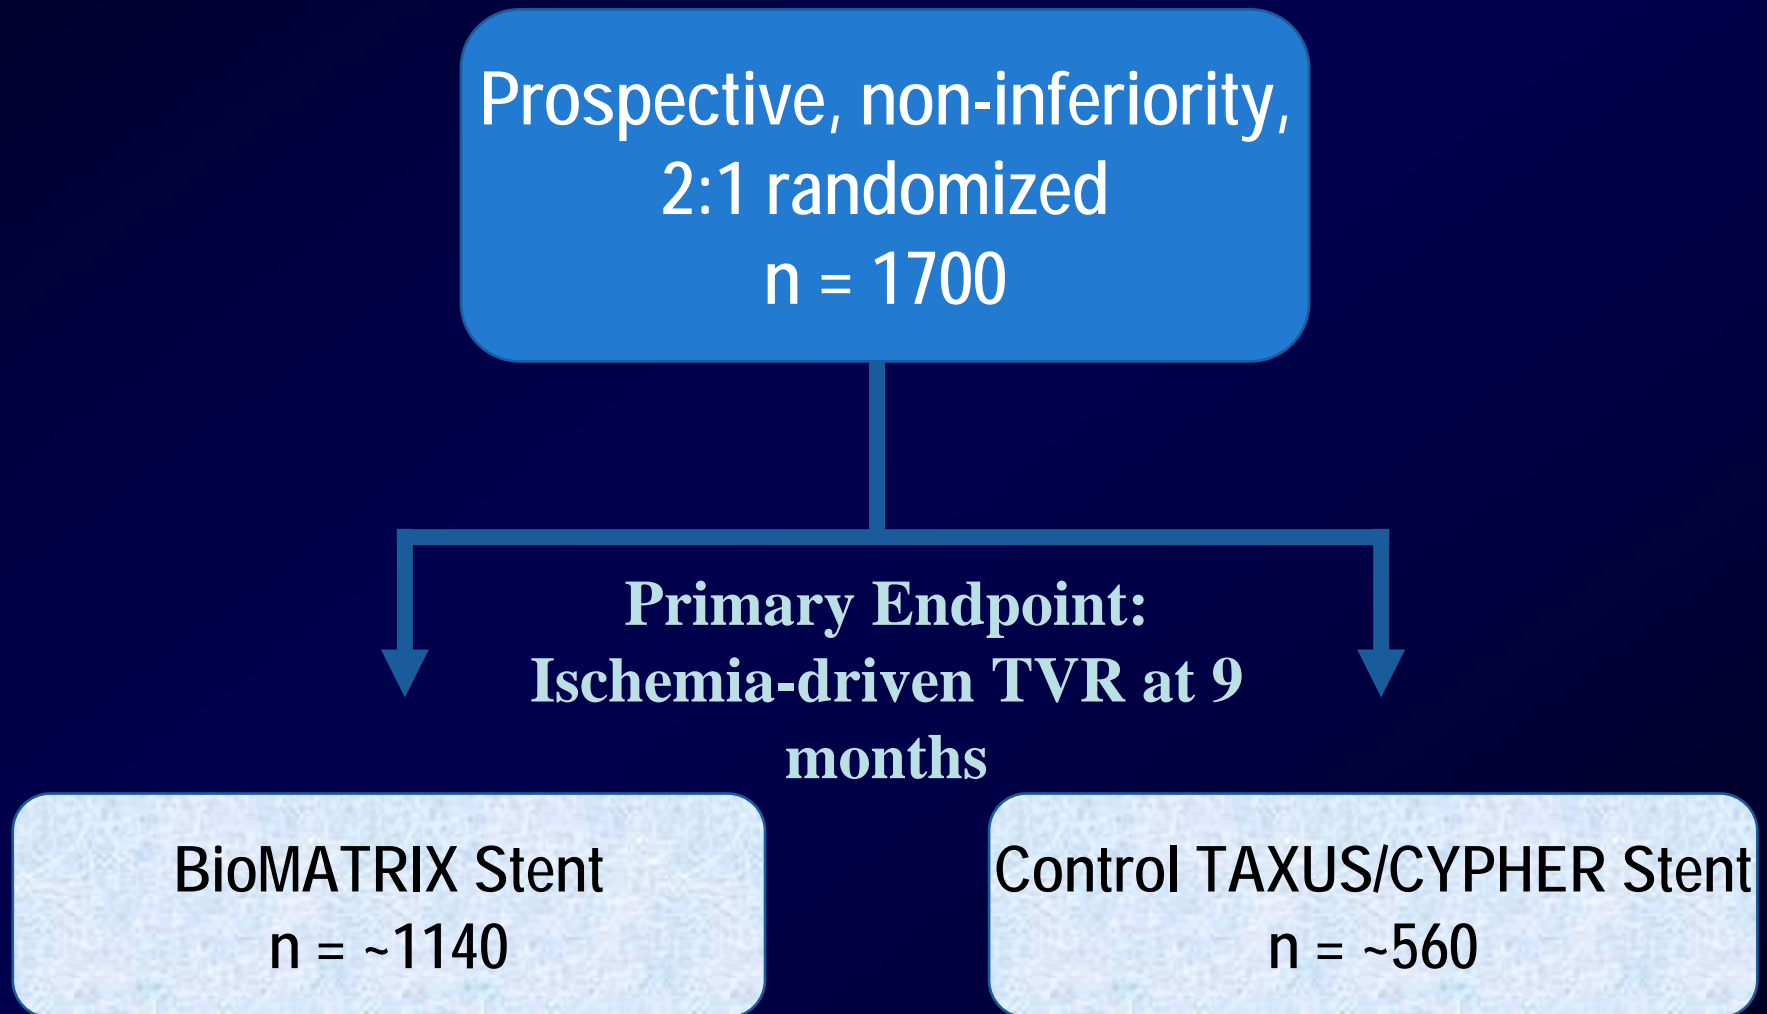 Prospective, non-inferiority,
2:1 randomized
n = 1700
Primary Endpoint:
Ischemia-driven TVR at 9
months
BioMATRIX Stent
n = ~1140
Control TAXUS/CYPHER Stent
n = ~560